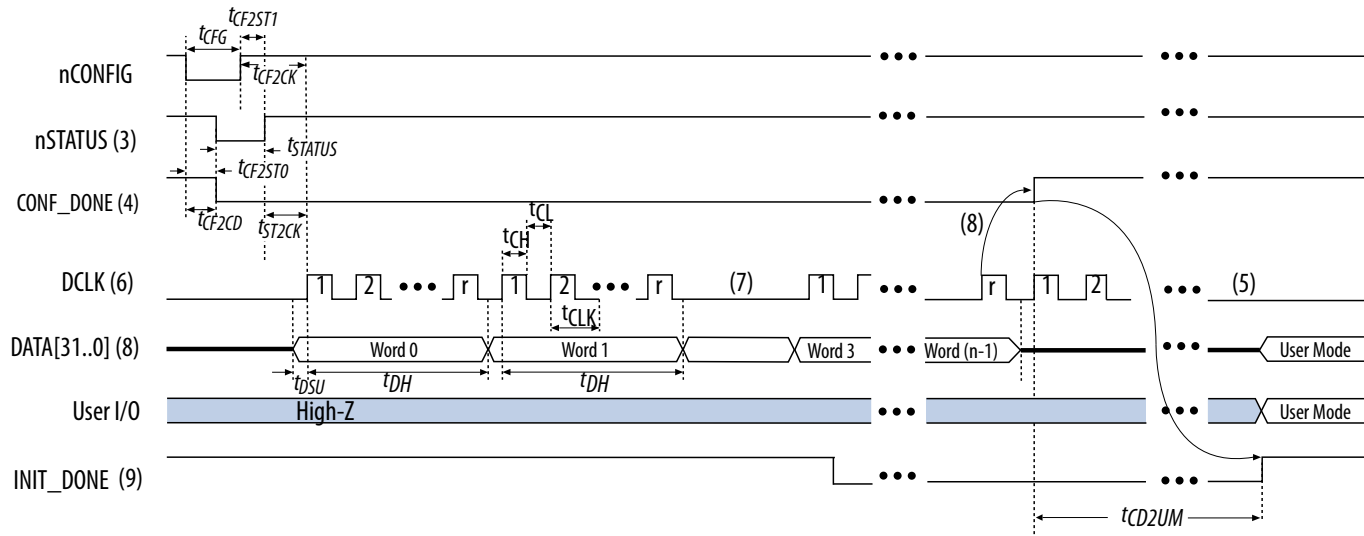 tCF2ST1
tCFG
nCONFIG
tCF2CK
nSTATUS (3)
tSTATUS
tCF2ST0
CONF_DONE (4)
tCF2CD
tST2CK
tCL
tCH
(8)
DCLK (6)
1 2 r 1 2 r (7) 1 r 1 2 (5)
tCLK
DATA[31..0] (8)
Word 0 Word 1 Word 3 Word (n-1) User Mode
tDSU tDH tDH
User I/O High-Z User Mode
INIT_DONE (9)
tCD2UM